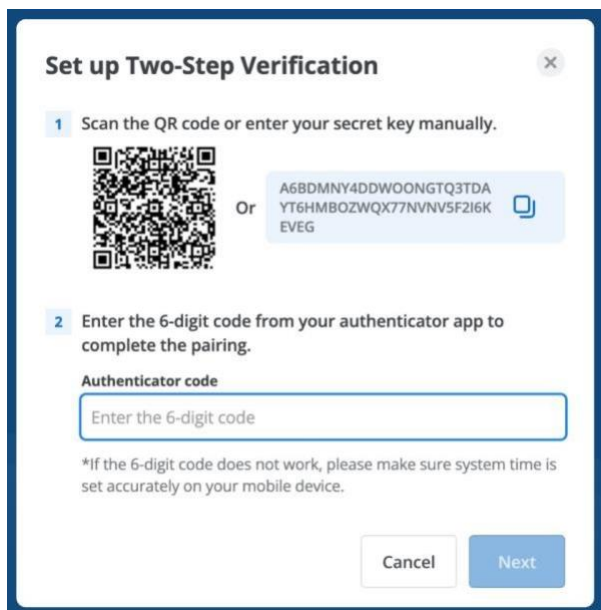 Set up Two-Step Verification
1 Scan the QR code or enter your secret key manually.
Or
A6BDMNY4DDWOONGTQ3TDA
YT6HMBOZWQX77NVNV5F2I6K
EVEG
2 Enter the 6-digit code from your authenticator app to
complete the pairing.
Authenticator code
Enter the 6-digit code
*If the 6-digit code does not work, please make sure system time is
set accurately on your mobile device.
Cancel Next